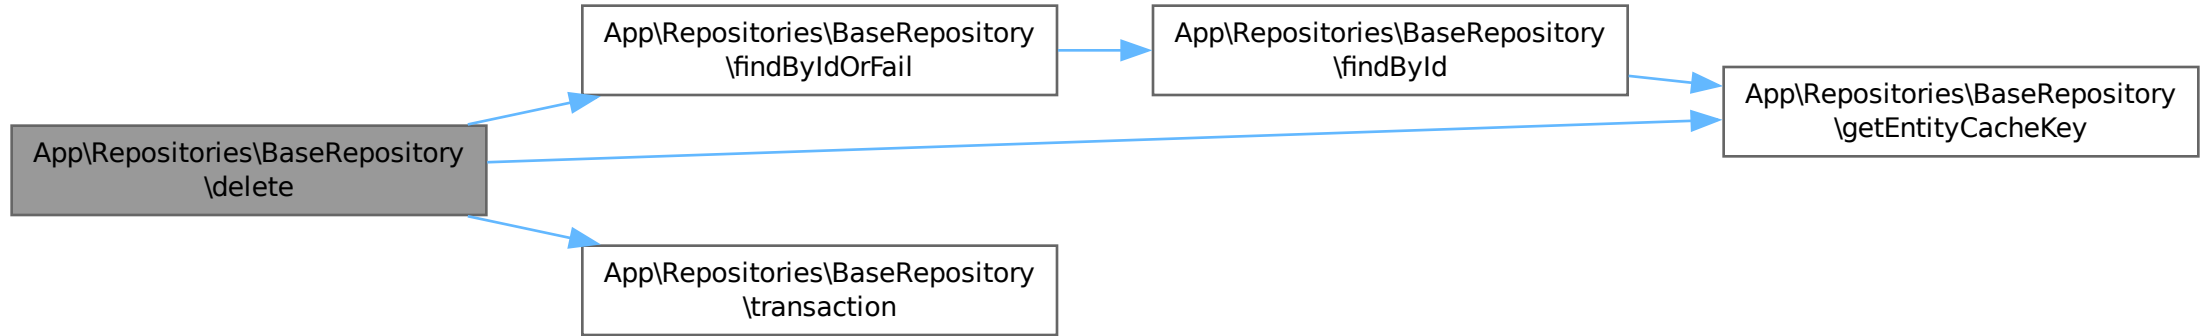 App\Repositories\BaseRepository
\findByIdOrFail
App\Repositories\BaseRepository
\findById
App\Repositories\BaseRepository
\getEntityCacheKey
App\Repositories\BaseRepository
\delete
App\Repositories\BaseRepository
\transaction